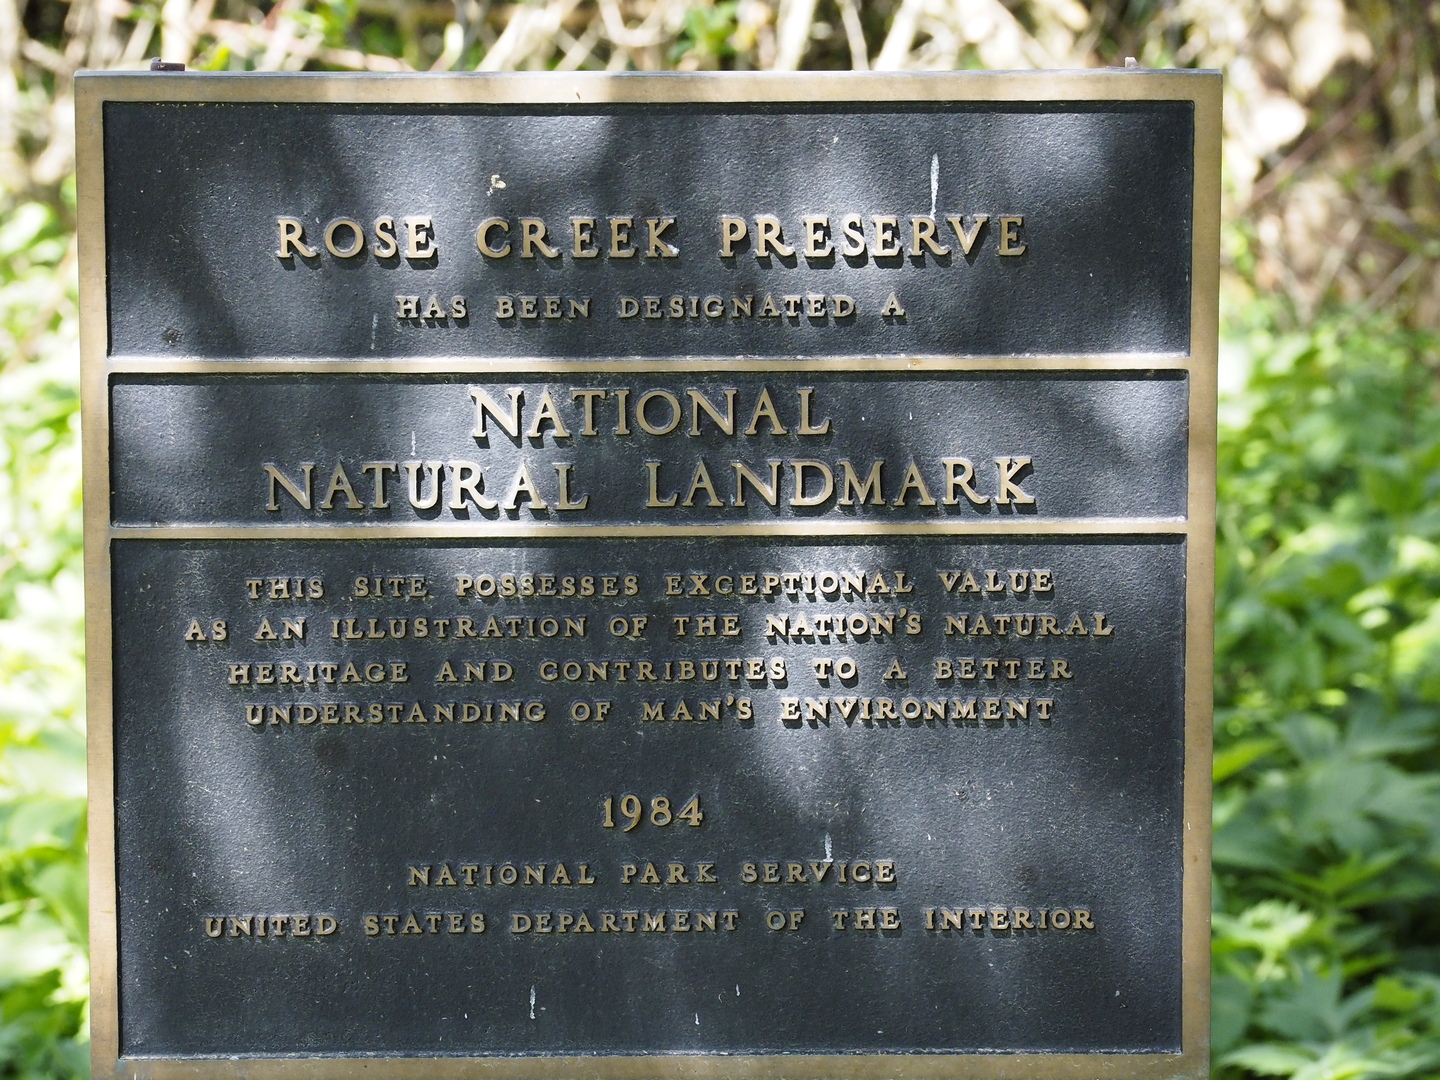 ROSE CREEK PRESERVE
HAS BEEN DESIGNATED A
NATIONAL
NATURAL LANDMARK
THIS SITE POSSESSES EXCEPTIONAL VALUE
AS AN ILLUSTRATION OF THE NATION'S NATURAL
HERITAGE AND CONTRIBUTES TO A BETTER
UNDERSTANDING OF MAN'S ENVIRONMENT
1984
NATIONAL PARK SERVICE
UNITED STATES DEPARTMENT OF THE INTERIOR